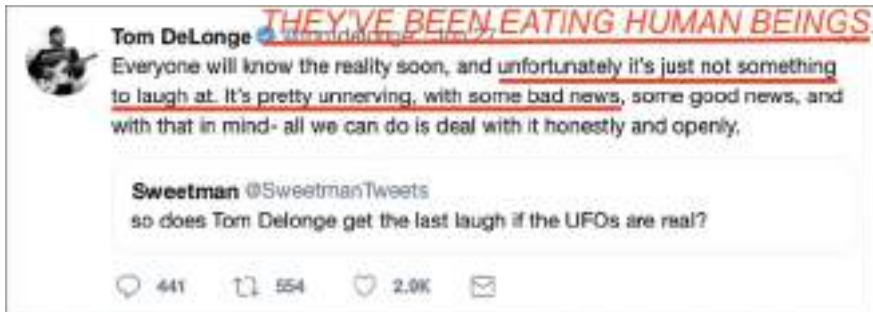 THEY'VE BEEN EATING HUMAN BEINGS
Tom DeLonge
Everyone will know the reality soon, and unfortunately it's just not something
to laugh at. It's pretty unnerving, with some bad news, some good news, and
with that in mind- all we can do is deal with it honestly and openly.
Sweetman @SweetmanTweets
so does Tom Delonge get the last laugh if the UFOs are real?
441 554 2.9K